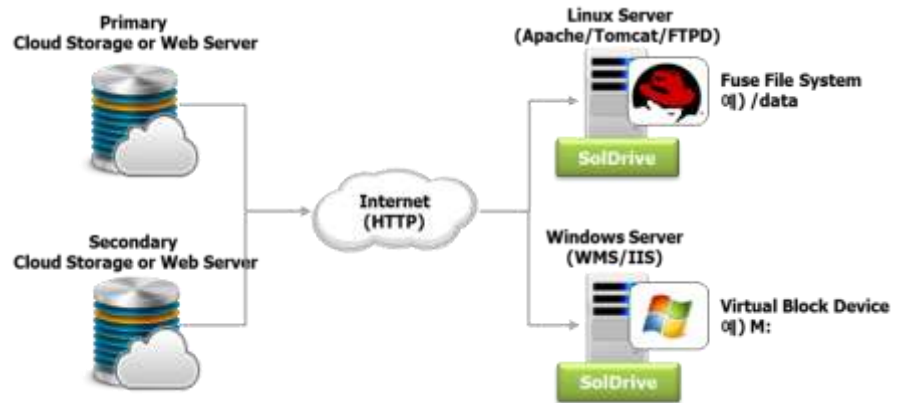 Primary
Cloud Storage or Web Server
Linux Server
(Apache/Tomcat/FTPD)
Fuse File System
예) /data
SolDrive
Internet
(HTTP)
Secondary
Cloud Storage or Web Server
Windows Server
(WMS/IIS)
Virtual Block Device
예) M:
SolDrive